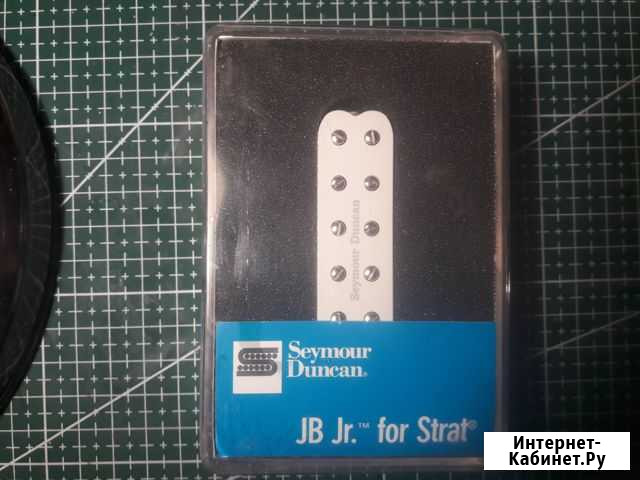 Seymour Duncan
Seymour
Duncan®
JB Jr.™ for Strat®
Интернет-
Кабинет.Ру